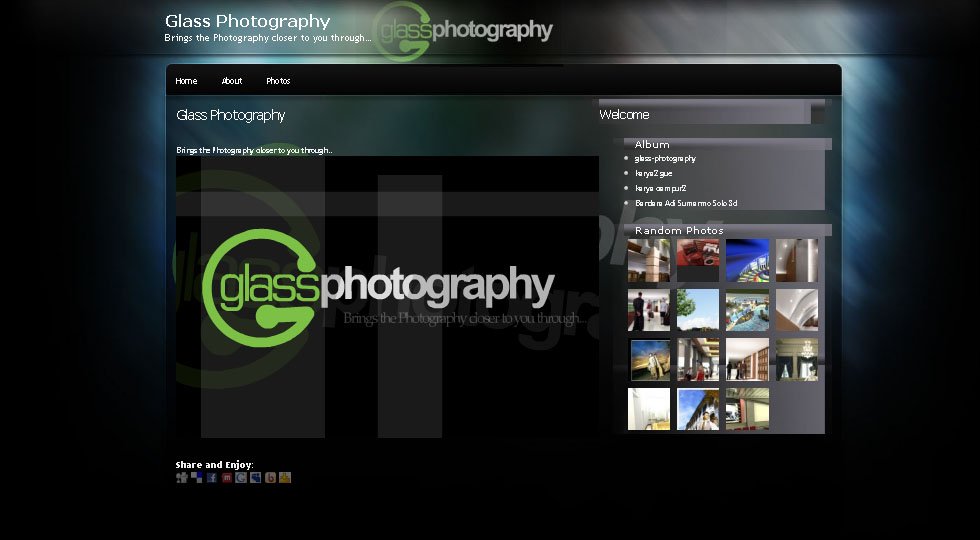 Glass Photography
Brings the Photography closer to you through...
glassphotography
Home About Photos
Glass Photography
Welcome
Brings the Photography closer to you through..
Album
glass-photography
karya2 gue
karya campur2
Bandara Adi Sumarmo Solo 3d
Random Photos
glassphotography
Brings the Photography closer to you through...
Share and Enjoy: